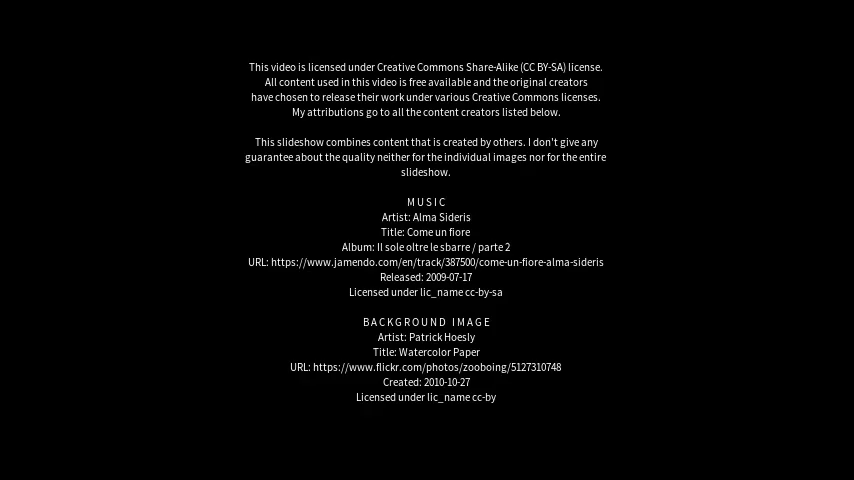 This video is licensed under Creative Commons Share-Alike (CC BY-SA) license.
All content used in this video is free available and the original creators
have chosen to release their work under various Creative Commons licenses.
My attributions go to all the content creators listed below.
This slideshow combines content that is created by others. I don't give any
guarantee about the quality neither for the individual images nor for the entire
slideshow.
MUSIC
Artist: Alma Sideris
Title: Come un fiore
Album: Il sole oltre le sbarre / parte 2
URL: https://www.jamendo.com/en/track/387500/come-un-fiore-alma-sideris
Released: 2009-07-17
Licensed under lic_name cc-by-sa
BACKGROUND IMAGE
Artist: Patrick Hoesly
Title: Watercolor Paper
URL: https://www.flickr.com/photos/zooboing/5127310748
Created: 2010-10-27
Licensed under lic_name cc-by